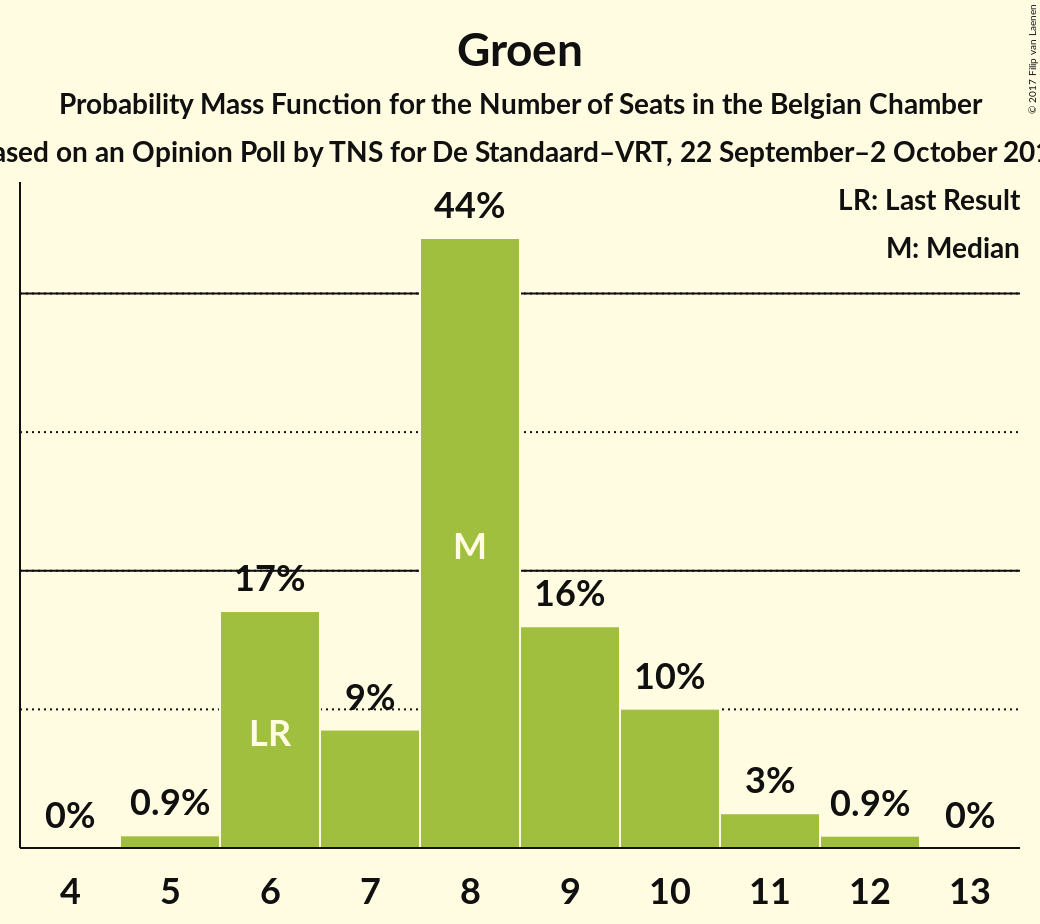 Groen
Probability Mass Function for the Number of Seats in the Belgian Chamber
on an Opinion Poll by TNS for De Standaard–VRT, 22 September–2 October
LR: Last Result
M: Median
44%
17%
16%
10%
9%
3%
0.9%
0.9%
0%
0%
M
LR
4 5 6 7 8 9 10 11 12 13
© 2017 Filip van Laenen